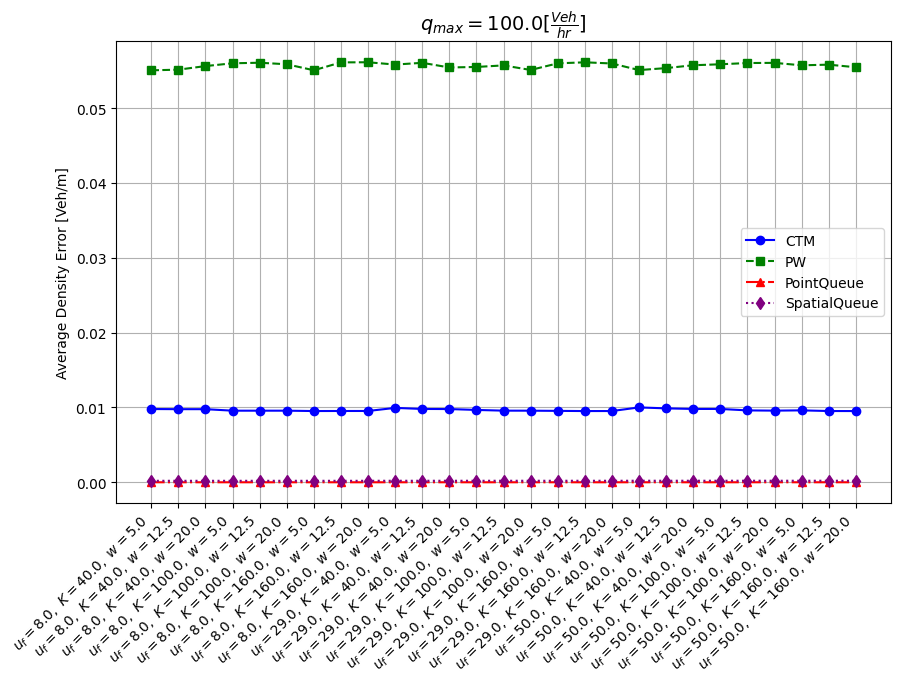 $q_{max} = 100.0[\frac{Veh}{hr}]$
Average Density Error [Veh/m]
0.05
0.04
0.03
0.02
0.01
0.00
CTM
PW
PointQueue
SpatialQueue
$u_f = 8.0,\ K = 40.0,\ w = 5.0$
$u_f = 8.0,\ K = 40.0,\ w = 12.5$
$u_f = 8.0,\ K = 40.0,\ w = 20.0$
$u_f = 8.0,\ K = 100.0,\ w = 5.0$
$u_f = 8.0,\ K = 100.0,\ w = 12.5$
$u_f = 8.0,\ K = 100.0,\ w = 20.0$
$u_f = 8.0,\ K = 160.0,\ w = 5.0$
$u_f = 8.0,\ K = 160.0,\ w = 12.5$
$u_f = 8.0,\ K = 160.0,\ w = 20.0$
$u_f = 29.0,\ K = 40.0,\ w = 5.0$
$u_f = 29.0,\ K = 40.0,\ w = 12.5$
$u_f = 29.0,\ K = 40.0,\ w = 20.0$
$u_f = 29.0,\ K = 100.0,\ w = 5.0$
$u_f = 29.0,\ K = 100.0,\ w = 12.5$
$u_f = 29.0,\ K = 100.0,\ w = 20.0$
$u_f = 29.0,\ K = 160.0,\ w = 5.0$
$u_f = 29.0,\ K = 160.0,\ w = 12.5$
$u_f = 29.0,\ K = 160.0,\ w = 20.0$
$u_f = 50.0,\ K = 40.0,\ w = 5.0$
$u_f = 50.0,\ K = 40.0,\ w = 12.5$
$u_f = 50.0,\ K = 40.0,\ w = 20.0$
$u_f = 50.0,\ K = 100.0,\ w = 5.0$
$u_f = 50.0,\ K = 100.0,\ w = 12.5$
$u_f = 50.0,\ K = 100.0,\ w = 20.0$
$u_f = 50.0,\ K = 160.0,\ w = 5.0$
$u_f = 50.0,\ K = 160.0,\ w = 12.5$
$u_f = 50.0,\ K = 160.0,\ w = 20.0$